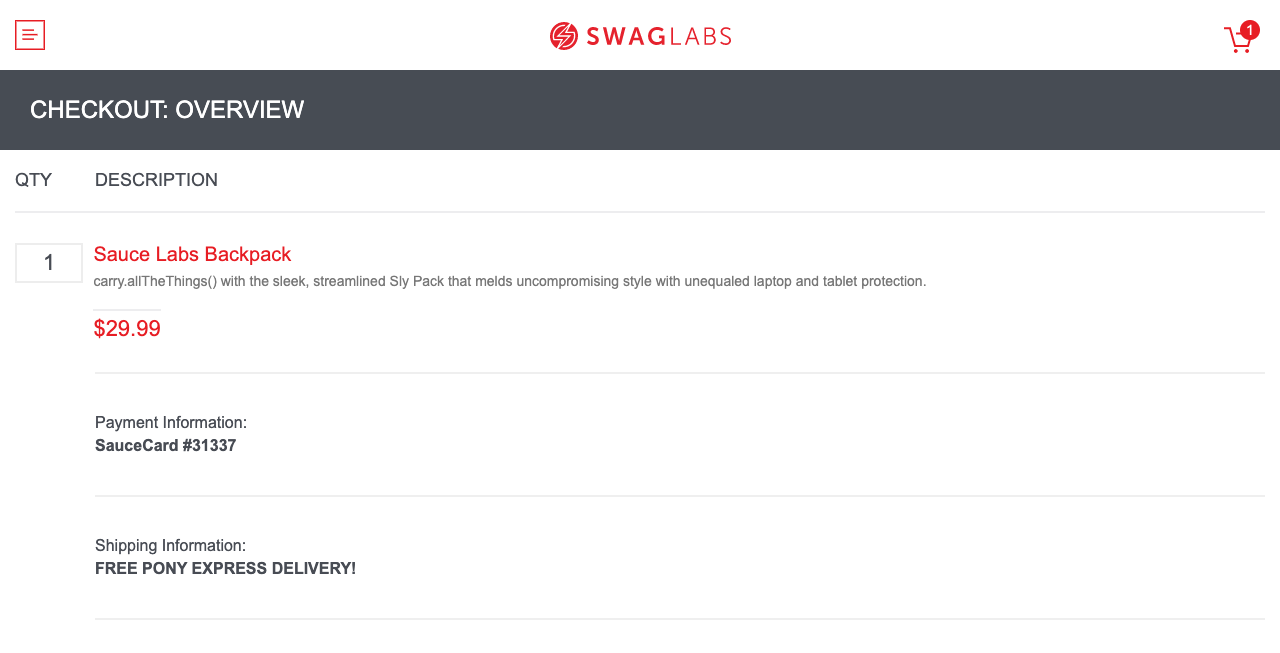 SWAGLABS
1
CHECKOUT: OVERVIEW
QTY DESCRIPTION
1
Sauce Labs Backpack
carry.allTheThings() with the sleek, streamlined Sly Pack that melds uncompromising style with unequaled laptop and tablet protection.
$29.99
Payment Information:
SauceCard #31337
Shipping Information:
FREE PONY EXPRESS DELIVERY!